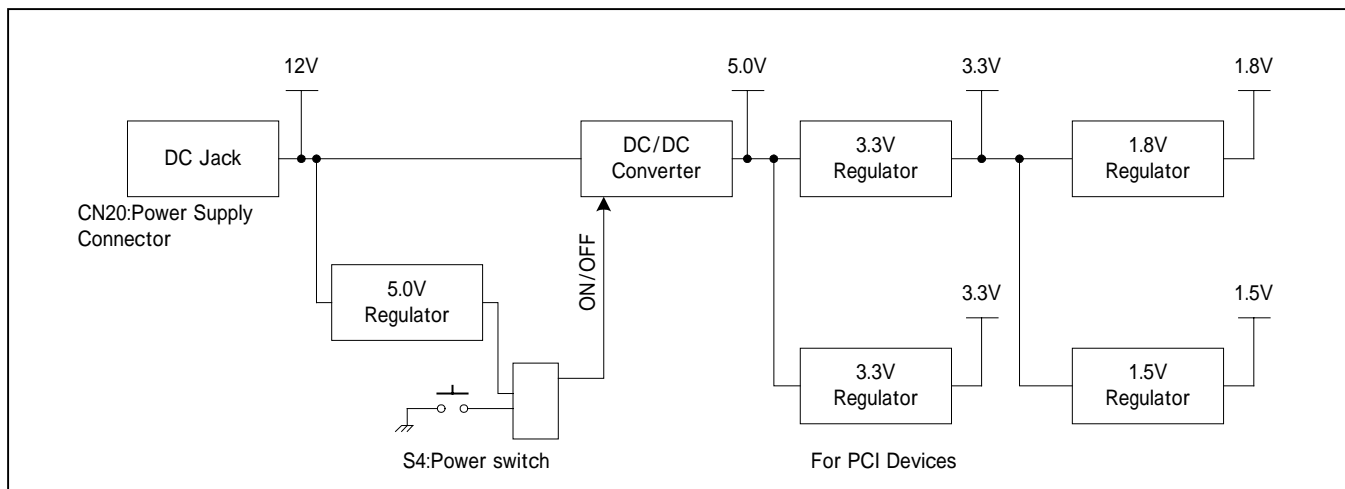 12V
5.0V
3.3V
1.8V
DC Jack
DC/DC
Converter
3.3V
Regulator
1.8V
Regulator
CN20:Power Supply
Connector
ON/OFF
5.0V
Regulator
3.3V
1.5V
3.3V
Regulator
1.5V
Regulator
S4:Power switch
For PCI Devices